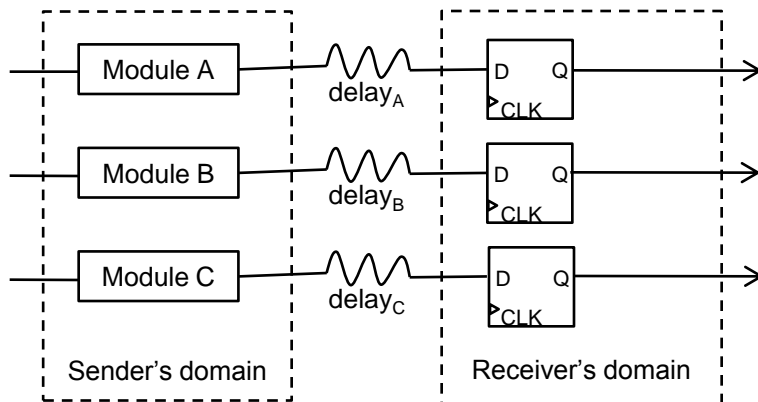 Module A
delayA
D Q
CLK
Module B
delayB
D Q
CLK
Module C
delayC
D Q
CLK
Sender's domain
Receiver's domain